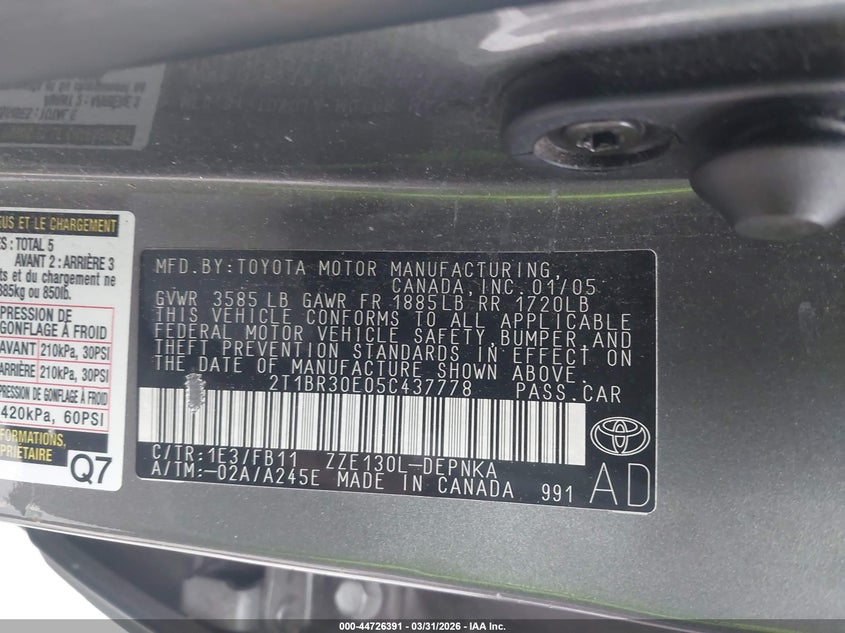 US ET LE CHARGEMENT
ES : TOTAL 5
AVANT 2 : ARRIÈRE 3
ts et du chargement ne
385kg ou 850lb.
PRESSION DE
GONFLAGE À FROID
AVANT 210kPa, 30PSI
ARRIÈRE 210kPa, 30PSI
PRESSION DE GONFLAGE À FROID
420kPa, 60PSI
FORMATIONS,
PRIÉTAIRE
Q7
MFD. BY: TOYOTA MOTOR MANUFACTURING,
CANADA, INC. 01/05
GVWR 3585 LB GAWR FR 1885LB RR 1720LB
THIS VEHICLE CONFORMS TO ALL APPLICABLE
FEDERAL MOTOR VEHICLE SAFETY, BUMPER, AND
THEFT PREVENTION STANDARDS IN EFFECT ON
THE DATE OF MANUFACTURE SHOWN ABOVE.
2T1BR30E05C437778 PASS. CAR
C/TR: 1E3/FB11 ZZE130L-DEPNKA
A/TM: -02A/A245E MADE IN CANADA 991
AD
000-44726391 - 03/31/2026 - IAA Inc.